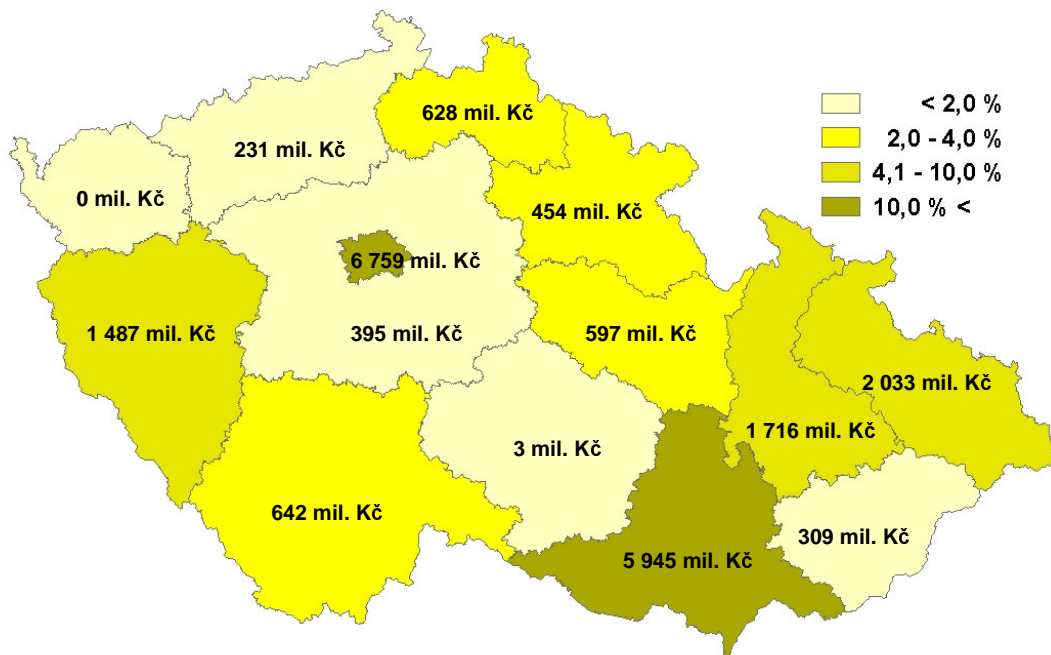 628 mil. Kč
231 mil. Kč
0 mil. Kč
454 mil. Kč
6 759 mil. Kč
1 487 mil. Kč
395 mil. Kč
597 mil. Kč
2 033 mil. Kč
1 716 mil. Kč
3 mil. Kč
642 mil. Kč
309 mil. Kč
5 945 mil. Kč
< 2,0 %
2,0 - 4,0 %
4,1 - 10,0 %
10,0 % <